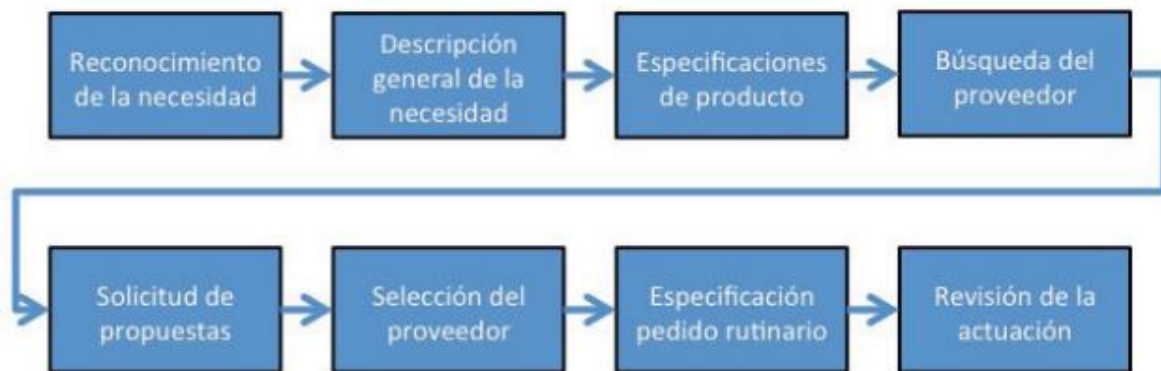 Reconocimiento
de la necesidad
Descripción
general de la
necesidad
Especificaciones
de producto
Búsqueda del
proveedor
Solicitud de
propuestas
Selección del
proveedor
Especificación
pedido rutinario
Revisión de la
actuación